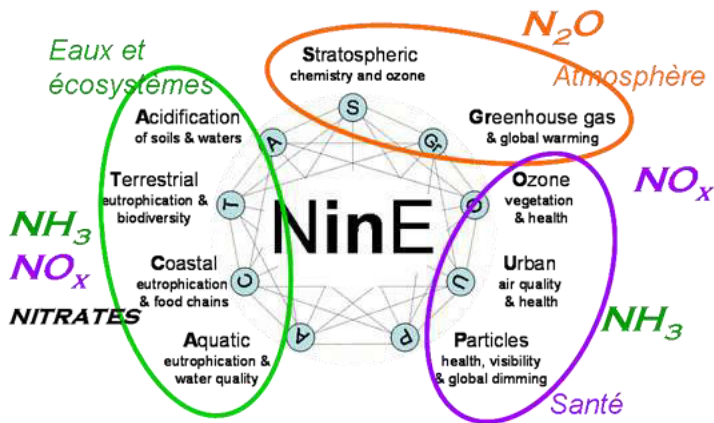 N2O
Eaux et
écosystèmes
Stratospheric
chemistry and ozone
Atmosphère
Acidification
of soils & waters
Greenhouse gas
& global warming
S
A
Gr
Terrestrial
eutrophication &
biodiversity
Ozone
vegetation
& health
NOx
T
O
NinE
NH3
NOx
NITRATES
Coastal
eutrophication
& food chains
Urban
air quality
& health
C
U
NH3
Aquatic
eutrophication &
water quality
A
P
Particles
health, visibility
& global dimming
Santé